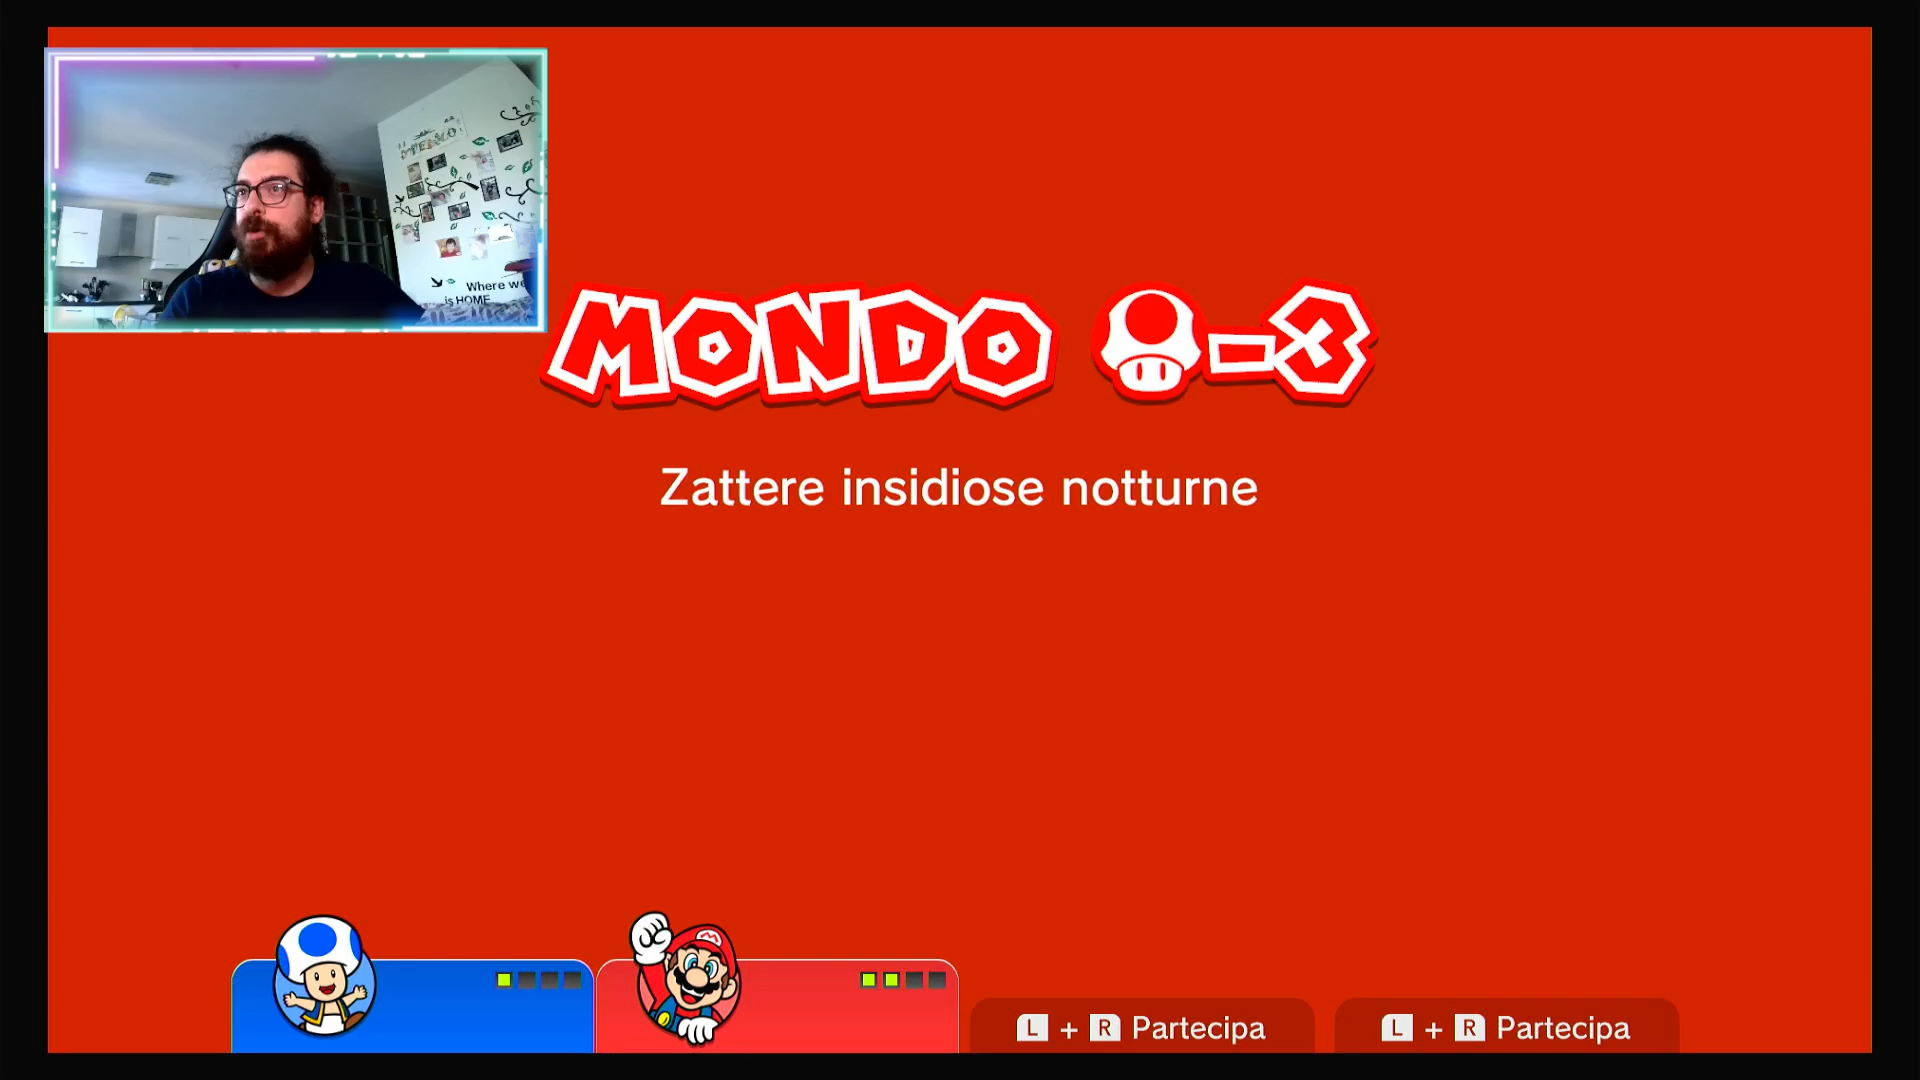 Where we
is HOME
MONDO -3
Zattere insidiose notturne
L + R Partecipa
L + R Partecipa